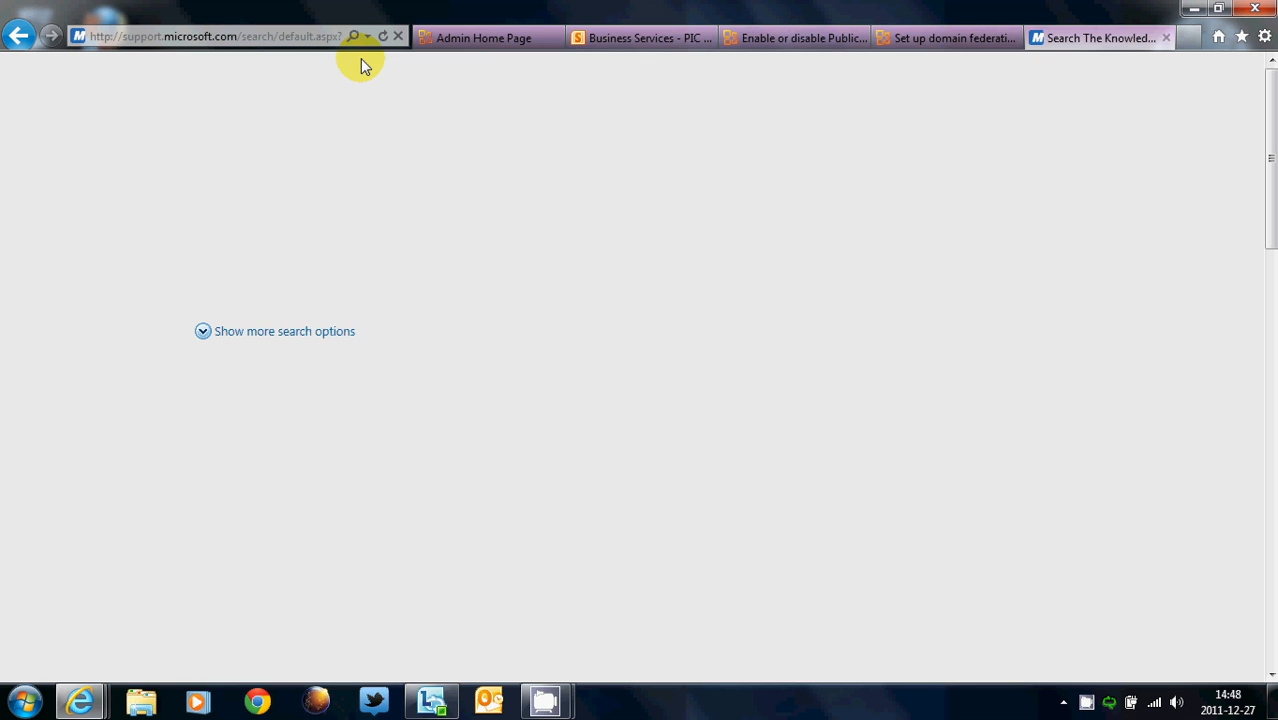 http://support.microsoft.com/search/default.aspx?
Admin Home Page
Business Services - PIC ...
Enable or disable Public...
Set up domain federati...
Search The Knowled...
Show more search options
14:48
2011-12-27